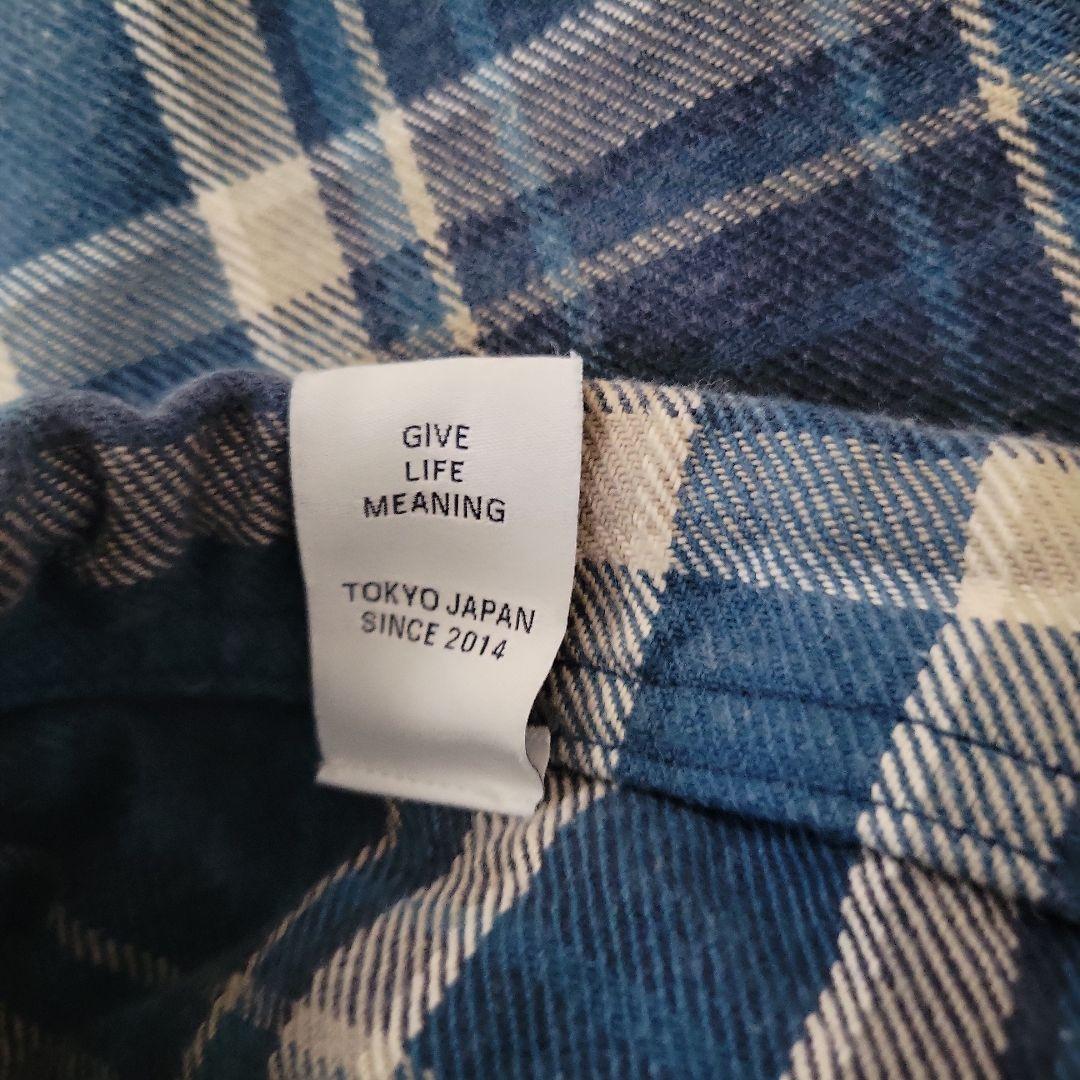 GIVE
LIFE
MEANING
TOKYO JAPAN
SINCE 2014